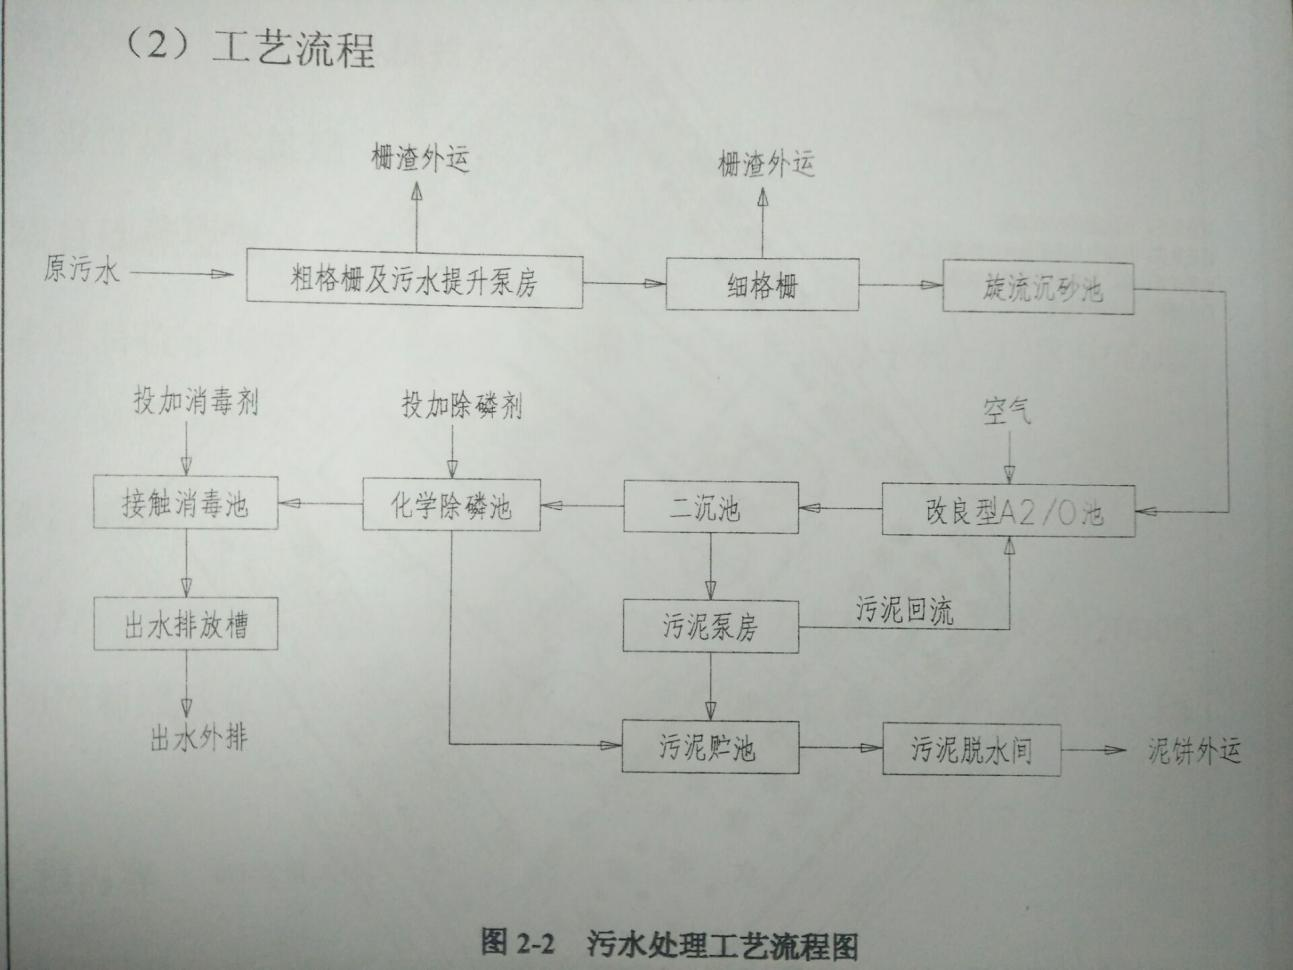 （2）工艺流程
栅渣外运
栅渣外运
原污水
粗格栅及污水提升泵房
细格栅
旋流沉砂池
投加消毒剂
投加除磷剂
空气
接触消毒池
化学除磷池
二沉池
改良型A2/O池
出水排放槽
污泥泵房
污泥回流
出水外排
污泥贮池
污泥脱水间
泥饼外运
图 2-2 污水处理工艺流程图